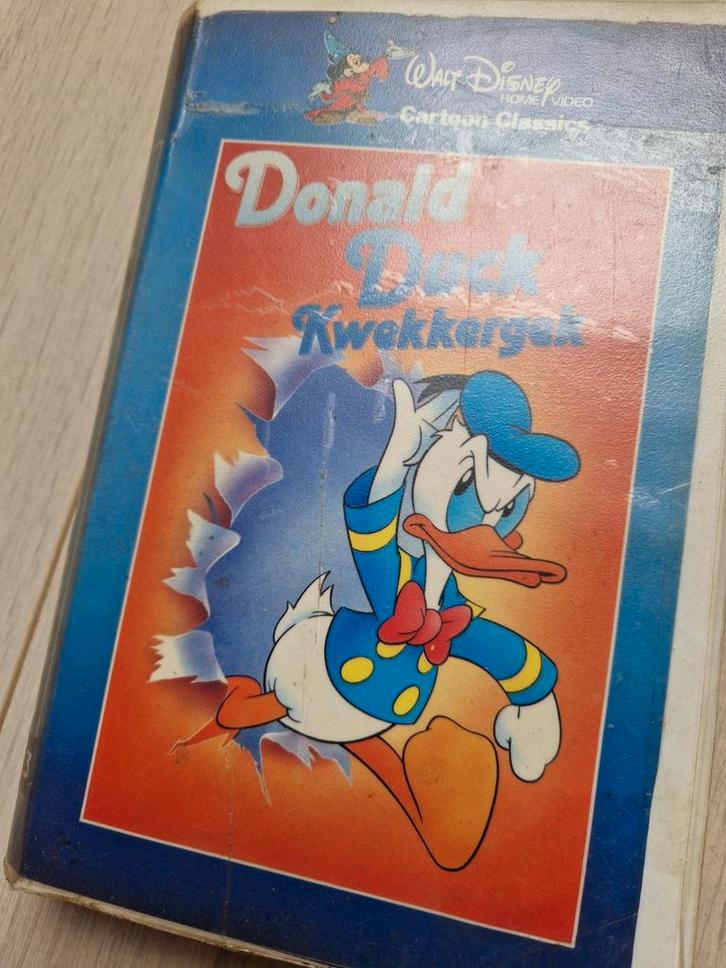 Walt Disney
HOME VIDEO
Cartoon Classics
Donald
Duck
Kwekkergek